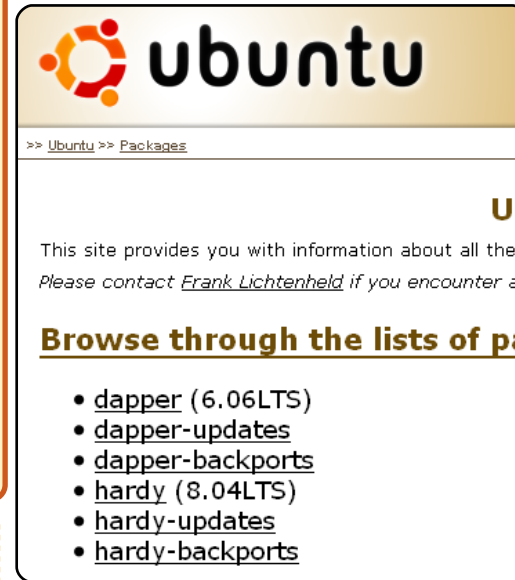 ubuntu
>> Ubuntu >> Packages
U
This site provides you with information about all the
Please contact Frank Lichtenheld if you encounter a
Browse through the lists of pa
• dapper (6.06LTS)
• dapper-updates
• dapper-backports
• hardy (8.04LTS)
• hardy-updates
• hardy-backports